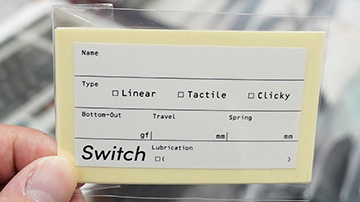 Name
Type
□ Linear □ Tactile □ Clicky
Bottom-Out Travel Spring
gf mm mm
Switch Lubrication
□( )